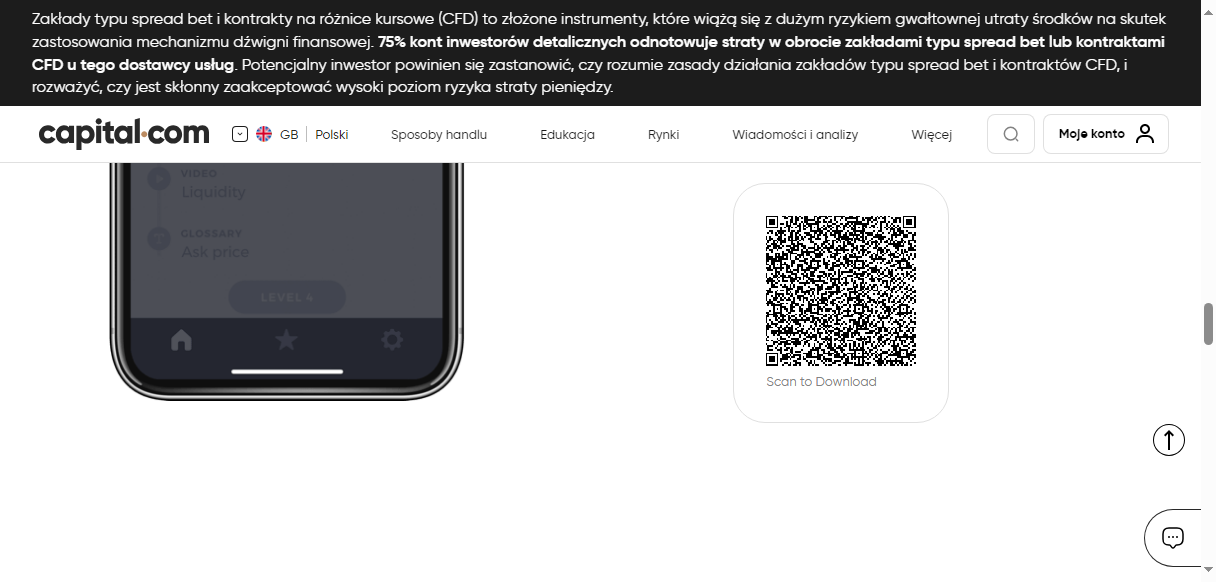 Zakłady typu spread bet i kontrakty na różnice kursowe (CFD) to złożone instrumenty, które wiążą się z dużym ryzykiem gwałtownej utraty środków na skutek
zastosowania mechanizmu dźwigni finansowej. 75% kont inwestorów detalicznych odnotowuje straty w obrocie zakładami typu spread bet lub kontraktami
CFD u tego dostawcy usług. Potencjalny inwestor powinien się zastanowić, czy rozumie zasady działania zakładów typu spread bet i kontraktów CFD, i
rozważyć, czy jest skłonny zaakceptować wysoki poziom ryzyka straty pieniędzy.
capital.com GB Polski Sposoby handlu Edukacja Rynki Wiadomości i analizy Więcej Moje konto
VIDEO
Liquidity
GLOSSARY
Ask price
LEVEL 4
Scan to Download